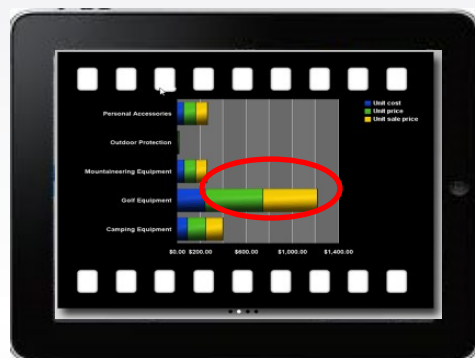 Unit cost
Unit price
Unit sale price
Personal Accessories
Outdoor Protection
Mountaineering Equipment
Golf Equipment
Camping Equipment
$0.00 $200.00 $600.00 $1,000.00 $1,400.00